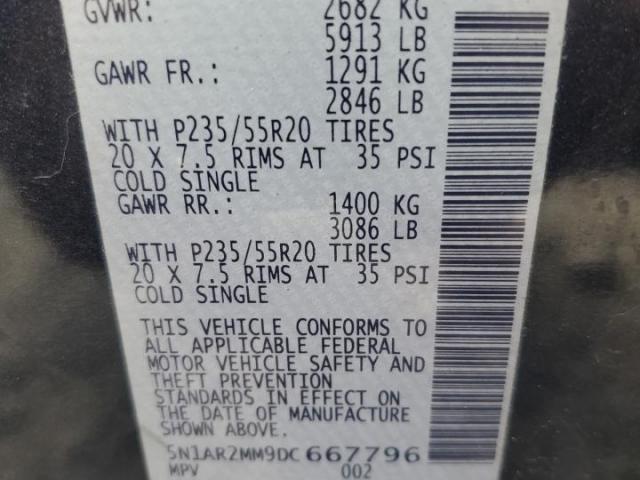 GVWR: 2682 KG
5913 LB
GAWR FR.: 1291 KG
2846 LB
WITH P235/55R20 TIRES
20 X 7.5 RIMS AT 35 PSI
COLD SINGLE
GAWR RR.: 1400 KG
3086 LB
WITH P235/55R20 TIRES
20 X 7.5 RIMS AT 35 PSI
COLD SINGLE
THIS VEHICLE CONFORMS TO
ALL APPLICABLE FEDERAL
MOTOR VEHICLE SAFETY AND
THEFT PREVENTION
STANDARDS IN EFFECT ON
THE DATE OF MANUFACTURE
SHOWN ABOVE.
5N1AR2MM9DC667796
MPV 002